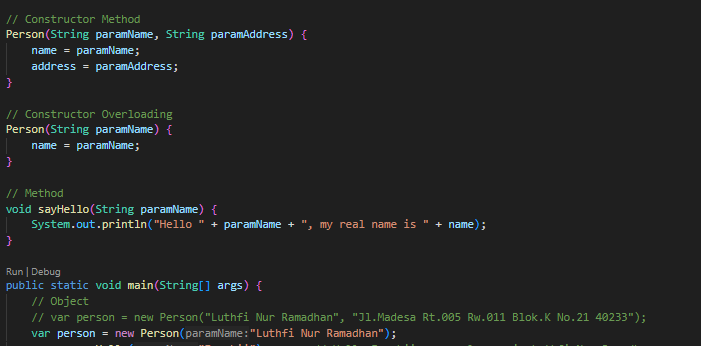 // Constructor Method
Person(String paramName, String paramAddress) {
name = paramName;
address = paramAddress;
}
// Constructor Overloading
Person(String paramName) {
name = paramName;
}
// Method
void sayHello(String paramName) {
System.out.println("Hello " + paramName + ", my real name is " + name);
}
Run | Debug
public static void main(String[] args) {
// Object
// var person = new Person("Luthfi Nur Ramadhan", "Jl.Madesa Rt.005 Rw.011 Blok.K No.21 40233");
var person = new Person(paramName:"Luthfi Nur Ramadhan");